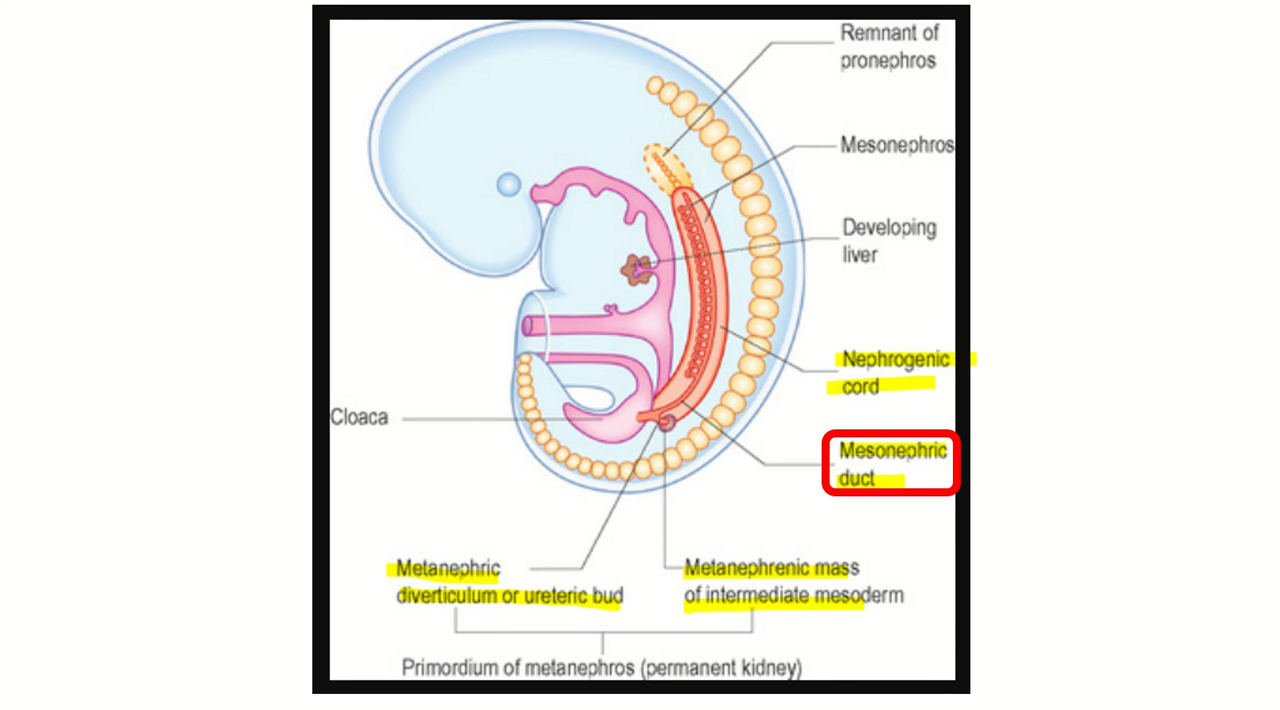 Remnant of
pronephros
Mesonephros
Developing
liver
Nephrogenic
cord
Cloaca
Mesonephric
duct
Metanephric
diverticulum or ureteric bud
Metanephrenic mass
of intermediate mesoderm
Primordium of metanephros (permanent kidney)